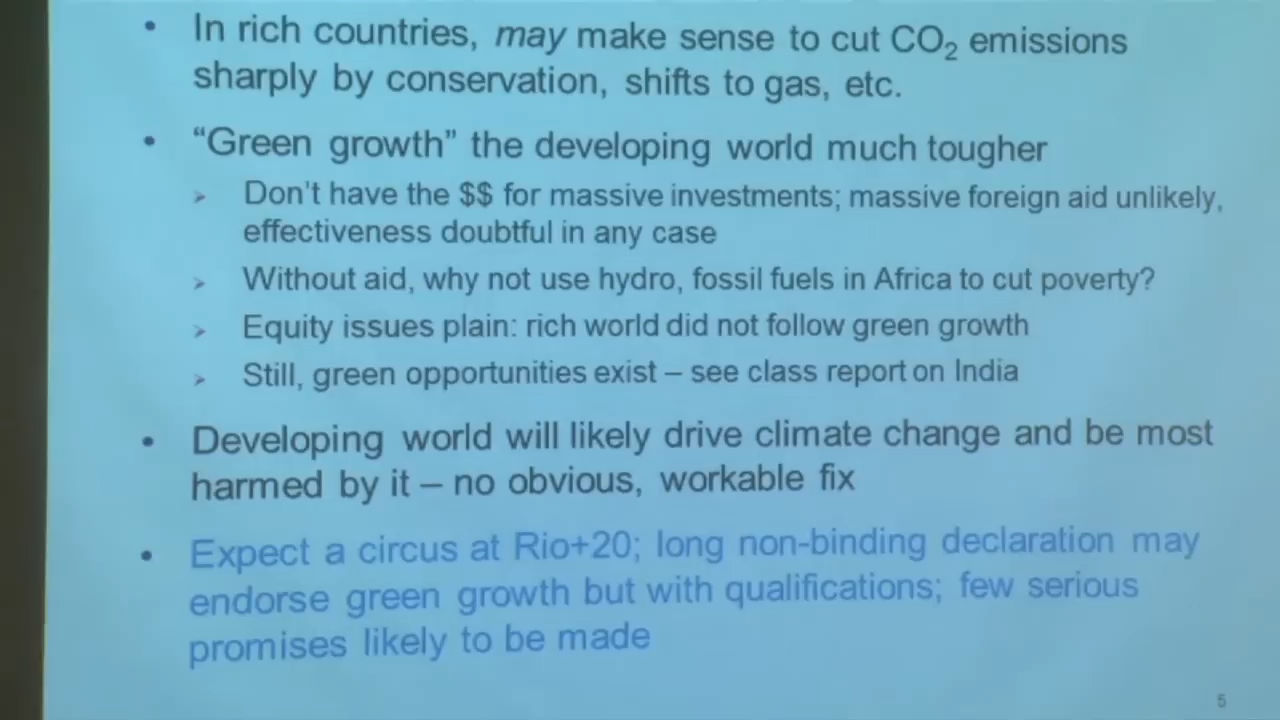 • In rich countries, may make sense to cut CO₂ emissions
sharply by conservation, shifts to gas, etc.
• “Green growth” the developing world much tougher
➢ Don't have the $$ for massive investments; massive foreign aid unlikely,
effectiveness doubtful in any case
➢ Without aid, why not use hydro, fossil fuels in Africa to cut poverty?
➢ Equity issues plain: rich world did not follow green growth
➢ Still, green opportunities exist – see class report on India
• Developing world will likely drive climate change and be most
harmed by it – no obvious, workable fix
• Expect a circus at Rio+20; long non-binding declaration may
endorse green growth but with qualifications; few serious
promises likely to be made
5